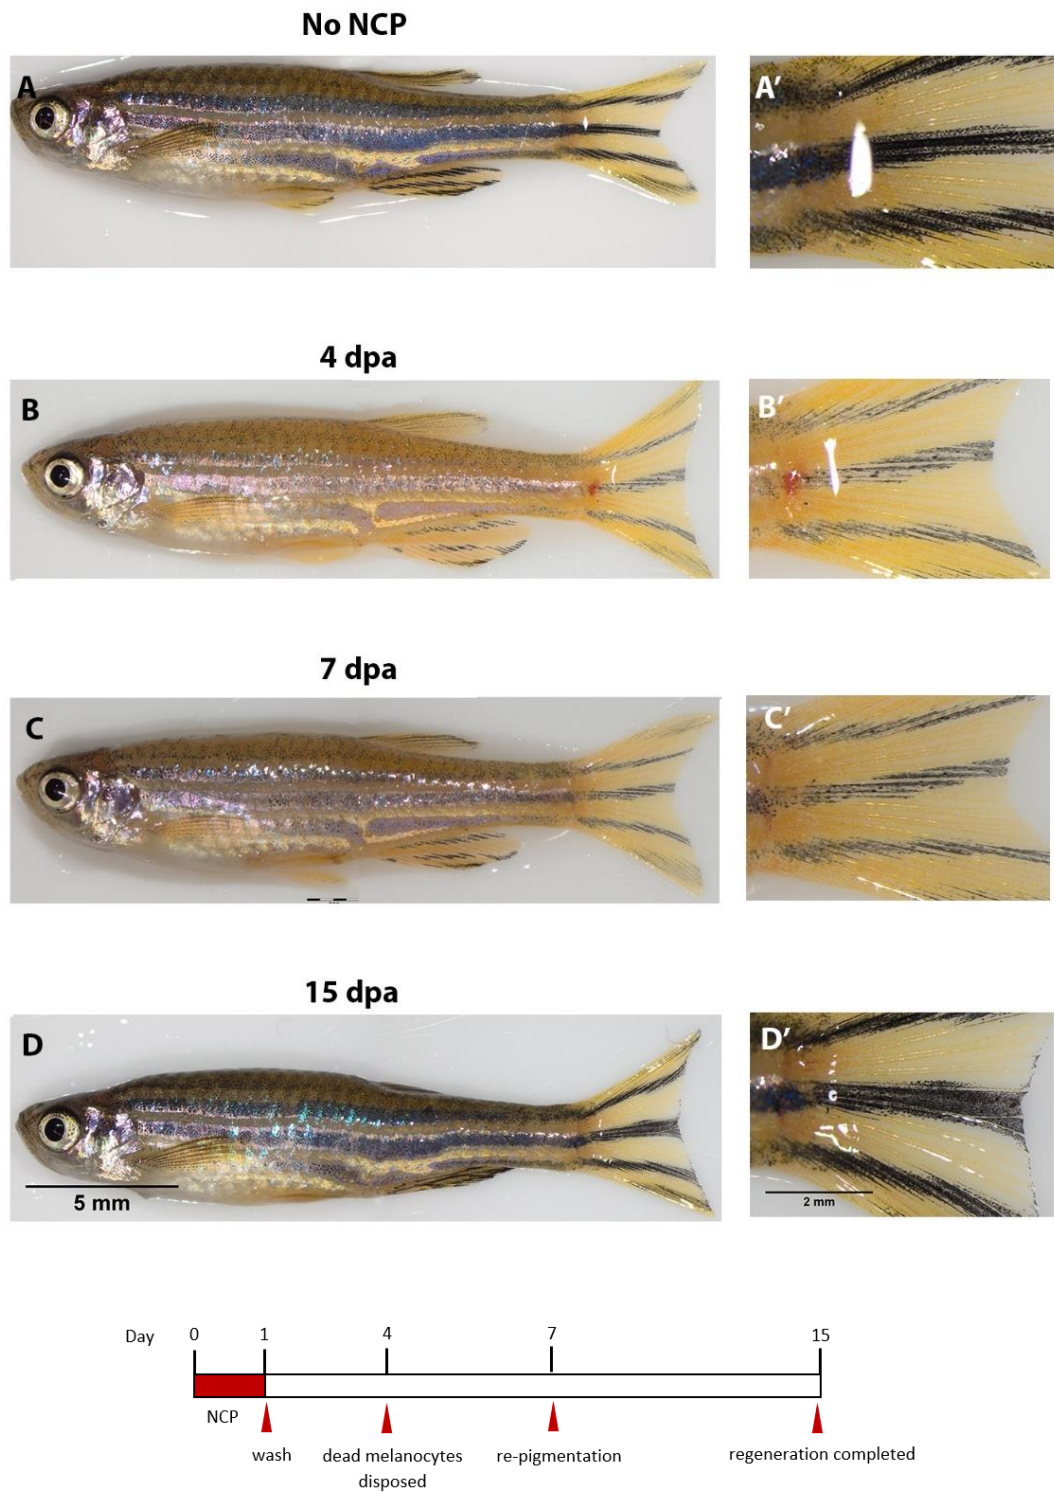 No NCP
A
A′
4 dpa
B
B′
7 dpa
C
C′
15 dpa
D
5 mm
D′
2 mm
Day 0 1 4 7 15
NCP
wash
dead melanocytes
disposed
re-pigmentation
regeneration completed